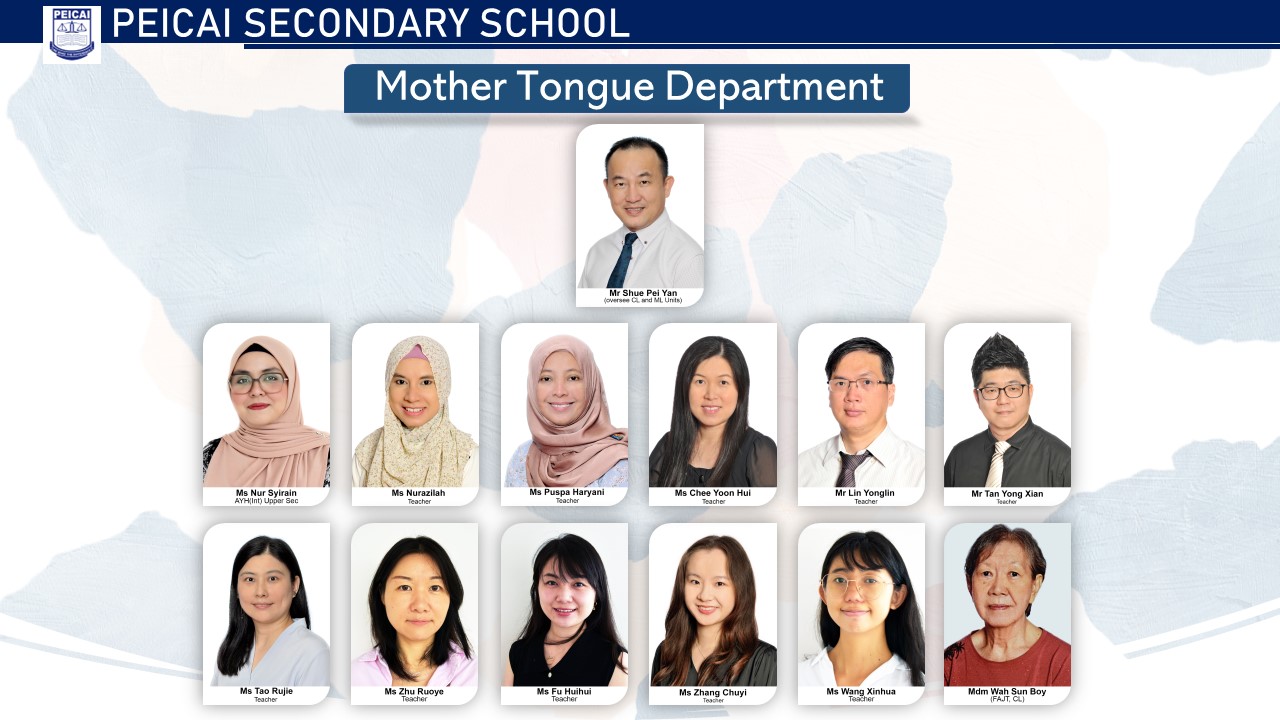 PEICAI
PEICAI SECONDARY SCHOOL
Mother Tongue Department
Mr Shue Pei Yan
(oversee CL and ML Units)
Ms Nur Syirain
AYH(Int) Upper Sec
Ms Nurazilah
Teacher
Ms Puspa Haryani
Teacher
Ms Chee Yoon Hui
Teacher
Mr Lin Yonglin
Teacher
Mr Tan Yong Xian
Teacher
Ms Tao Rujie
Teacher
Ms Zhu Ruoye
Teacher
Ms Fu Huihui
Teacher
Ms Zhang Chuyi
Teacher
Ms Wang Xinhua
Teacher
Mdm Wah Sun Boy
(FAJT, CL)